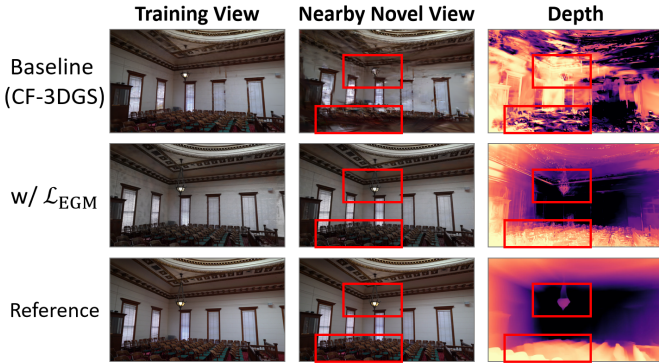 Training View Nearby Novel View Depth
Baseline
(CF-3DGS)
w/ ℒ_EGM
Reference